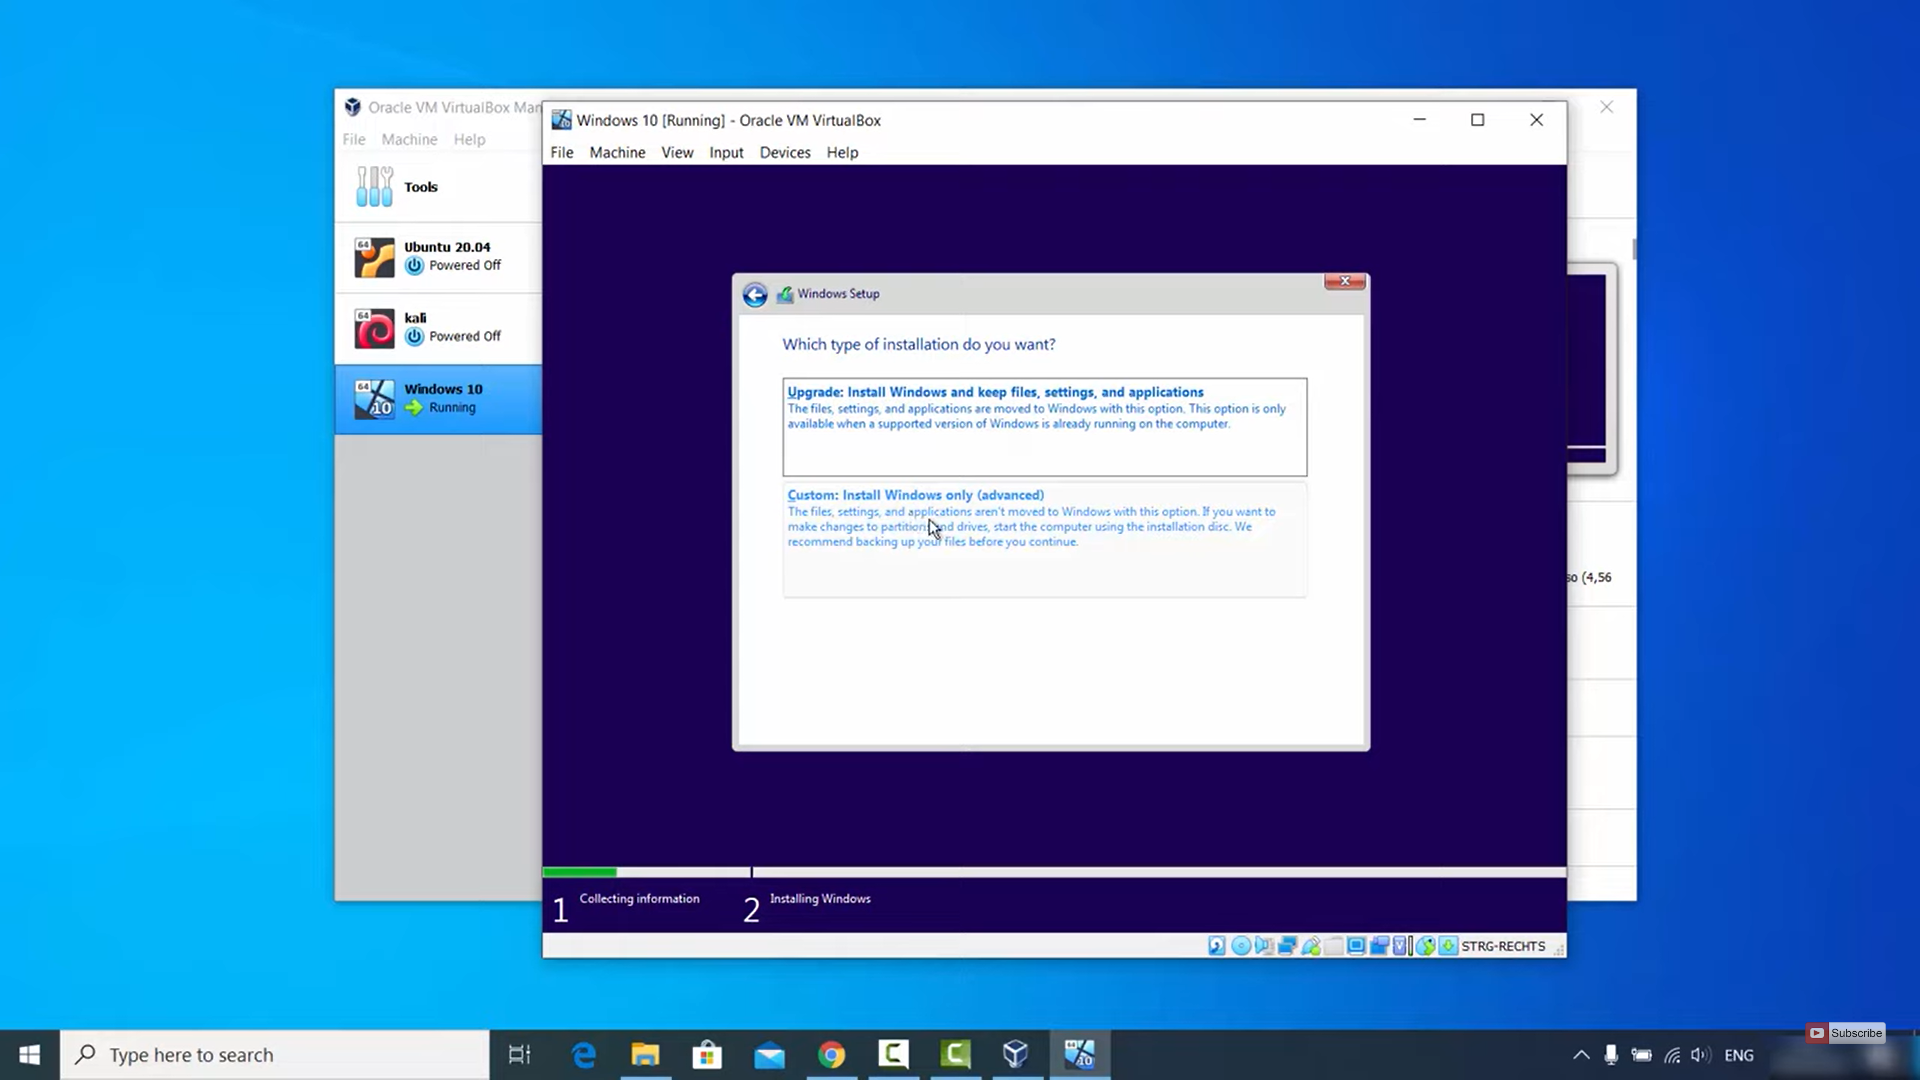 Oracle VM VirtualBox Man
File Machine Help
Tools
64
Ubuntu 20.04
Powered Off
64
kali
Powered Off
64
10
Windows 10
Running
Windows 10 [Running] - Oracle VM VirtualBox
File Machine View Input Devices Help
Windows Setup
Which type of installation do you want?
Upgrade: Install Windows and keep files, settings, and applications
The files, settings, and applications are moved to Windows with this option. This option is only
available when a supported version of Windows is already running on the computer.
Custom: Install Windows only (advanced)
The files, settings, and applications aren't moved to Windows with this option. If you want to
make changes to partitions and drives, start the computer using the installation disc. We
recommend backing up your files before you continue.
so (4,56
1 Collecting information 2 Installing Windows
STRG-RECHTS
Subscribe
Type here to search
ENG